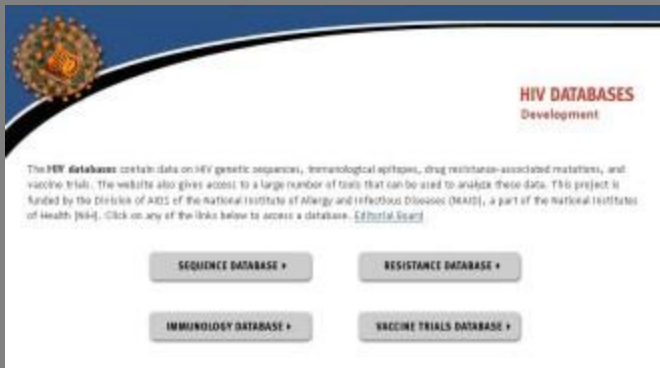 HIV DATABASES
Development
The HIV databases contain data on HIV genetic sequences, immunological epitopes, drug resistance-associated mutations, and
vaccine trials. The website also gives access to a large number of tools that can be used to analyze these data. This project is
funded by the Division of AIDS of the National Institute of Allergy and Infectious Diseases (NIAID), a part of the National Institutes
of Health (NIH). Click on any of the links below to access a database. Editorial Board
SEQUENCE DATABASE RESISTANCE DATABASE
IMMUNOLOGY DATABASE VACCINE TRIALS DATABASE